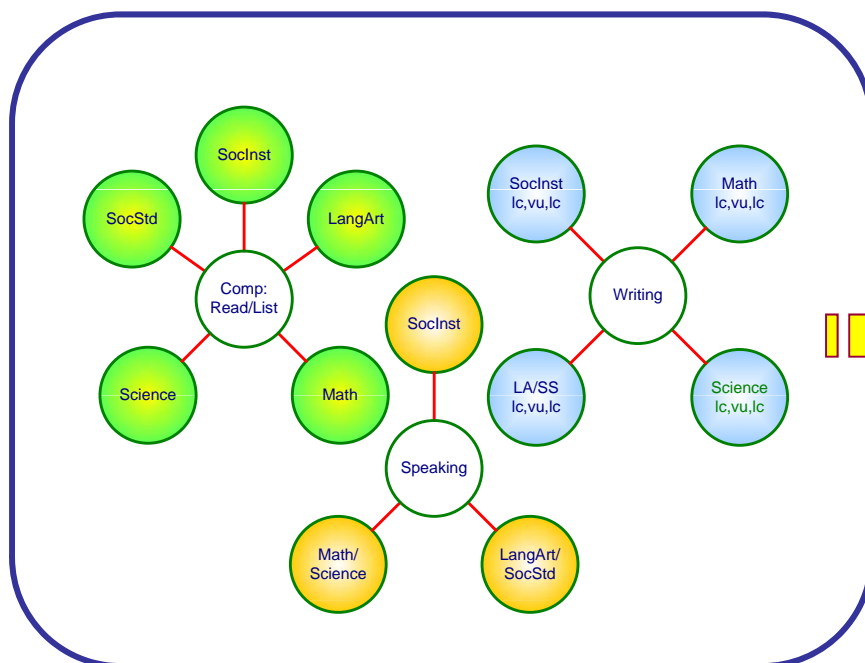 SocInst
SocStd
LangArt
Comp:
Read/List
Science
Math
SocInst
Speaking
Math/
Science
LangArt/
SocStd
SocInst
lc,vu,lc
Math
lc,vu,lc
Writing
LA/SS
lc,vu,lc
Science
lc,vu,lc